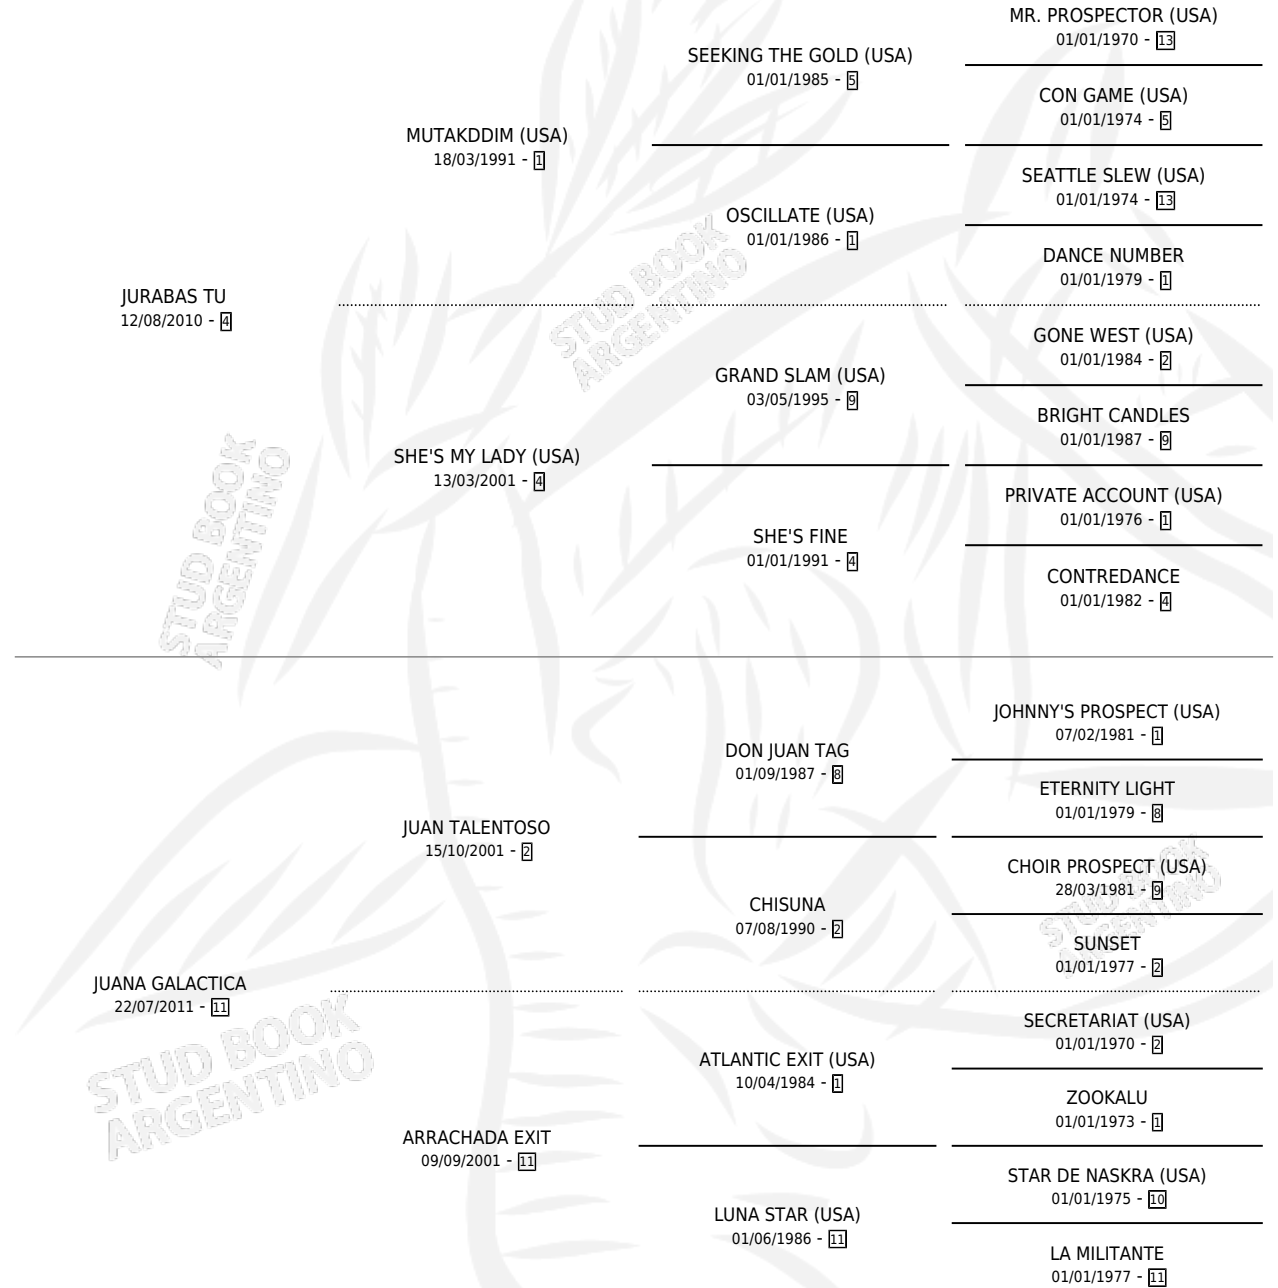 MR. PROSPECTOR (USA)
01/01/1970 - 13
SEEKING THE GOLD (USA)
01/01/1985 - 5
CON GAME (USA)
01/01/1974 - 5
MUTAKDDIM (USA)
18/03/1991 - 1
SEATTLE SLEW (USA)
01/01/1974 - 13
OSCILLATE (USA)
01/01/1986 - 1
DANCE NUMBER
01/01/1979 - 1
JURABAS TU
12/08/2010 - 4
STUD BOOK
ARGENTINO
GONE WEST (USA)
01/01/1984 - 2
GRAND SLAM (USA)
03/05/1995 - 9
BRIGHT CANDLES
01/01/1987 - 9
SHE'S MY LADY (USA)
13/03/2001 - 4
PRIVATE ACCOUNT (USA)
01/01/1976 - 1
SHE'S FINE
01/01/1991 - 4
CONTREDANCE
01/01/1982 - 4
STUD BOOK
ARGENTINO
JOHNNY'S PROSPECT (USA)
07/02/1981 - 1
DON JUAN TAG
01/09/1987 - 8
ETERNITY LIGHT
01/01/1979 - 8
JUAN TALENTOSO
15/10/2001 - 2
CHOIR PROSPECT (USA)
28/03/1981 - 9
CHISUNA
07/08/1990 - 2
SUNSET
01/01/1977 - 2
STUD BOOK
ARGENTINO
JUANA GALACTICA
22/07/2011 - 11
SECRETARIAT (USA)
01/01/1970 - 2
ATLANTIC EXIT (USA)
10/04/1984 - 1
ZOOKALU
01/01/1973 - 1
STUD BOOK
ARGENTINO
ARRACHADA EXIT
09/09/2001 - 11
STAR DE NASKRA (USA)
01/01/1975 - 10
LUNA STAR (USA)
01/06/1986 - 11
LA MILITANTE
01/01/1977 - 11